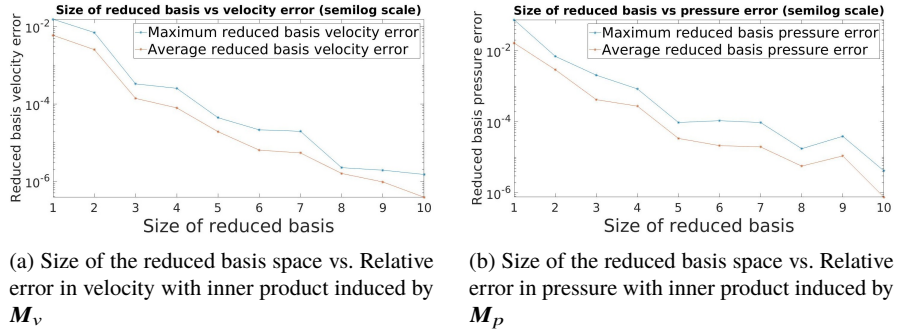 Size of reduced basis vs velocity error (semilog scale)
Maximum reduced basis velocity error
Average reduced basis velocity error
Reduced basis velocity error
10^-2
10^-4
10^-6
1 2 3 4 5 6 7 8 9 10
Size of reduced basis
(a) Size of the reduced basis space vs. Relative
error in velocity with inner product induced by
M_v
Size of reduced basis vs pressure error (semilog scale)
Maximum reduced basis pressure error
Average reduced basis pressure error
Reduced basis pressure error
10^-2
10^-4
10^-6
1 2 3 4 5 6 7 8 9 10
Size of reduced basis
(b) Size of the reduced basis space vs. Relative
error in pressure with inner product induced by
M_p